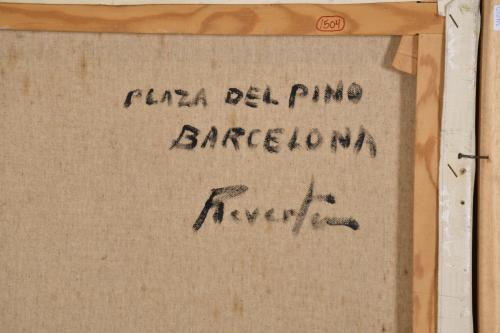 1504
PLAZA DEL PINO
BARCELONA